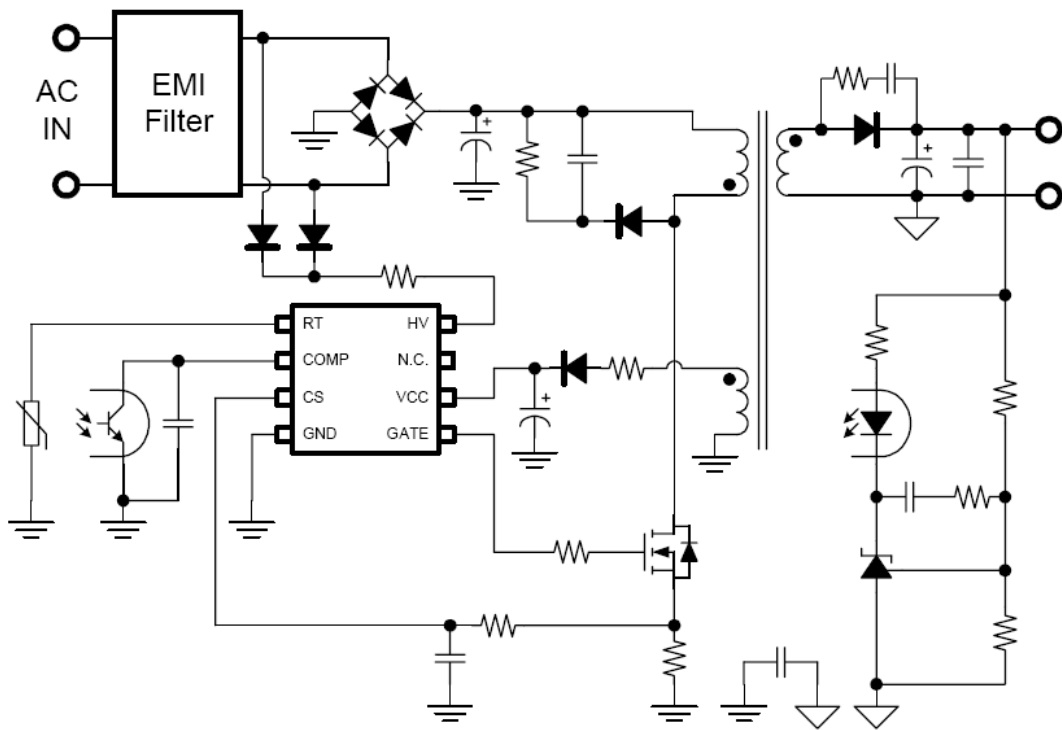 AC
IN
EMI
Filter
RT
HV
COMP
N.C.
CS
VCC
GND
GATE
+
+
+